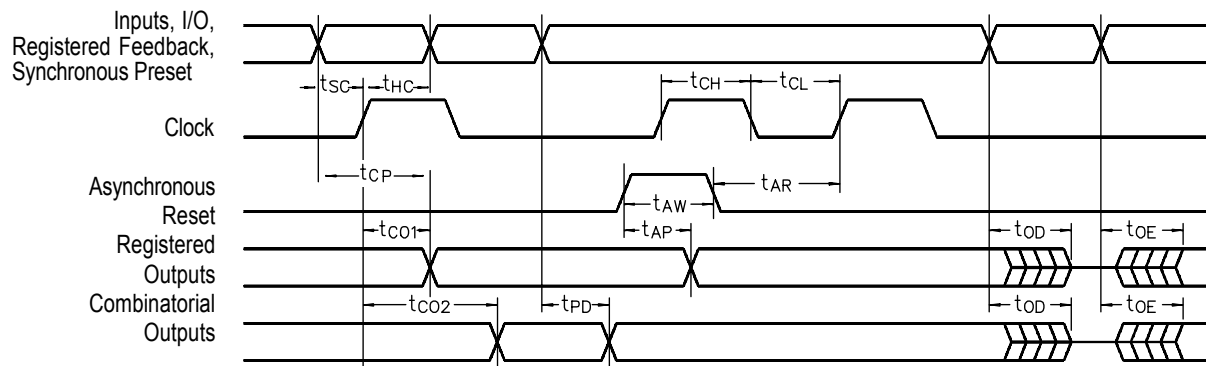 Inputs, I/O,
Registered Feedback,
Synchronous Preset
tSC
tHC
tCH
tCL
Clock
tCP
Asynchronous
Reset
tAR
tAW
tCO1
tAP
tOD
tOE
Registered
Outputs
Combinatorial
Outputs
tCO2
tPD
tOD
tOE